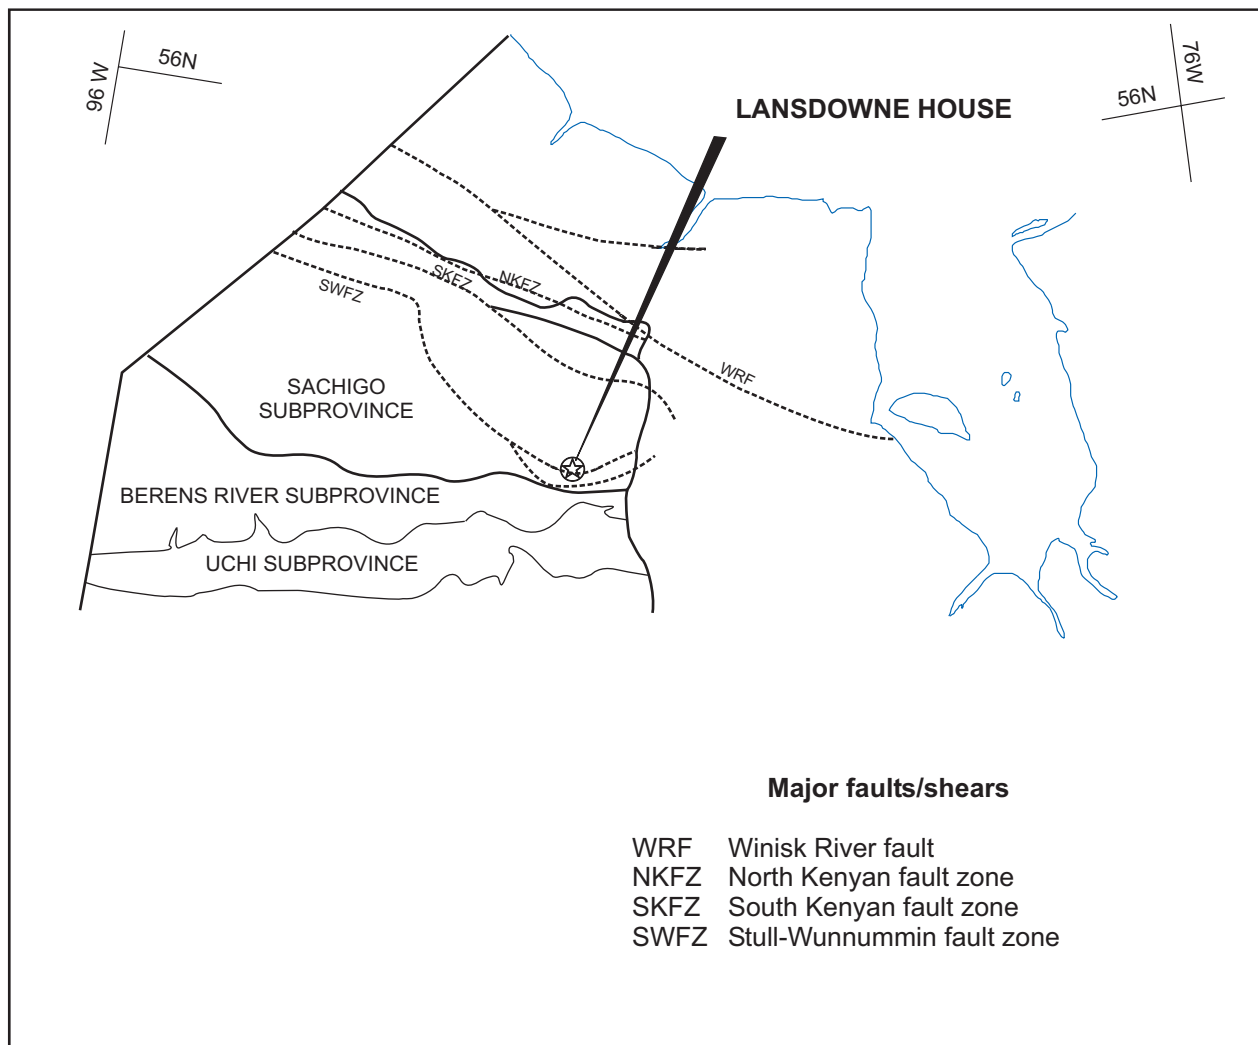 96 W
56N
76W
56N
LANSDOWNE HOUSE
SWFZ
SKFZ
NKFZ
WRF
SACHIGO
SUBPROVINCE
BERENS RIVER SUBPROVINCE
UCHI SUBPROVINCE
Major faults/shears
WRF Winisk River fault
NKFZ North Kenyan fault zone
SKFZ South Kenyan fault zone
SWFZ Stull-Wunnummin fault zone